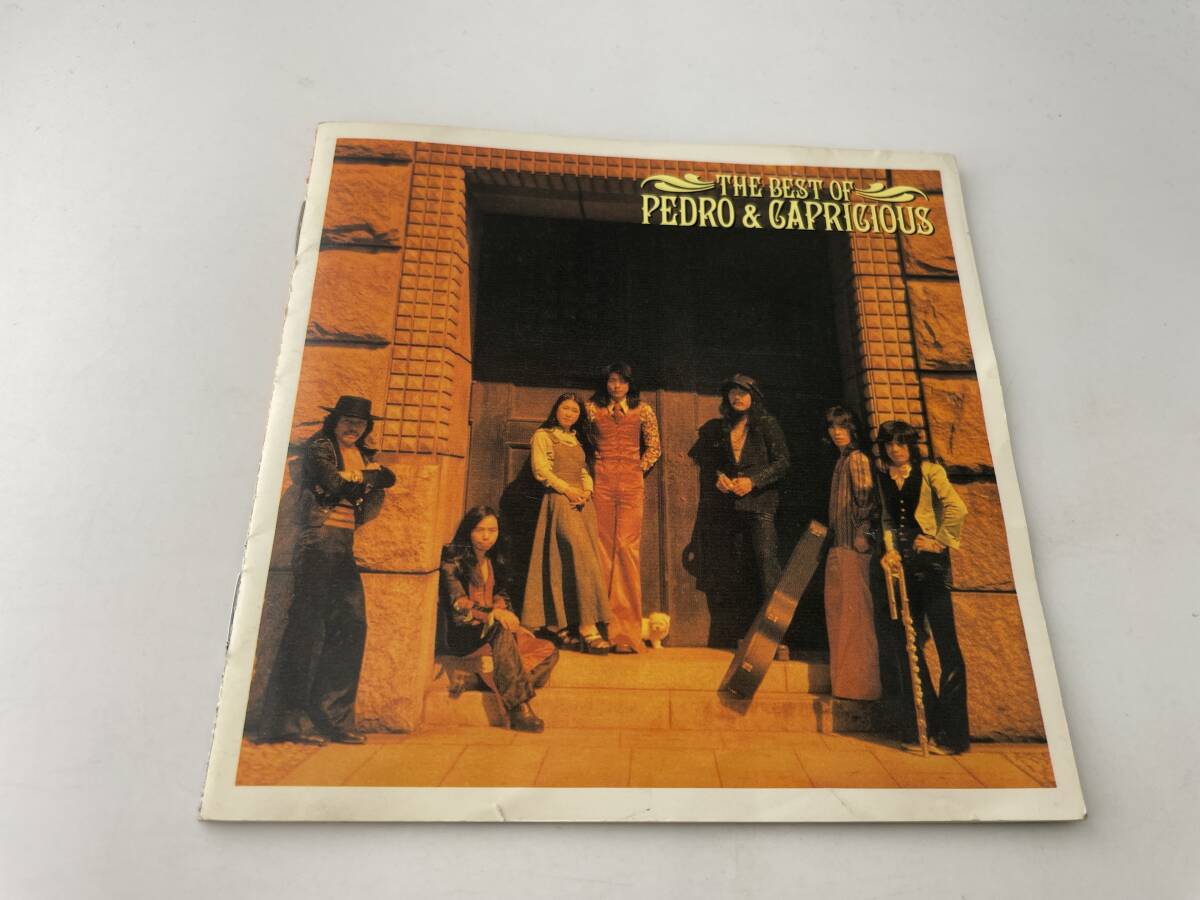 THE BEST OF
PEDRO & CAPRICIOUS